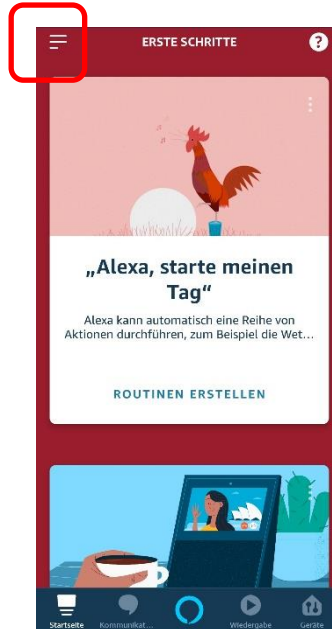 ERSTE SCHRITTE
?
„Alexa, starte meinen
Tag“
Alexa kann automatisch eine Reihe von
Aktionen durchführen, zum Beispiel die Wet...
ROUTINEN ERSTELLEN
Startseite Kommunikat... Wiedergabe Geräte